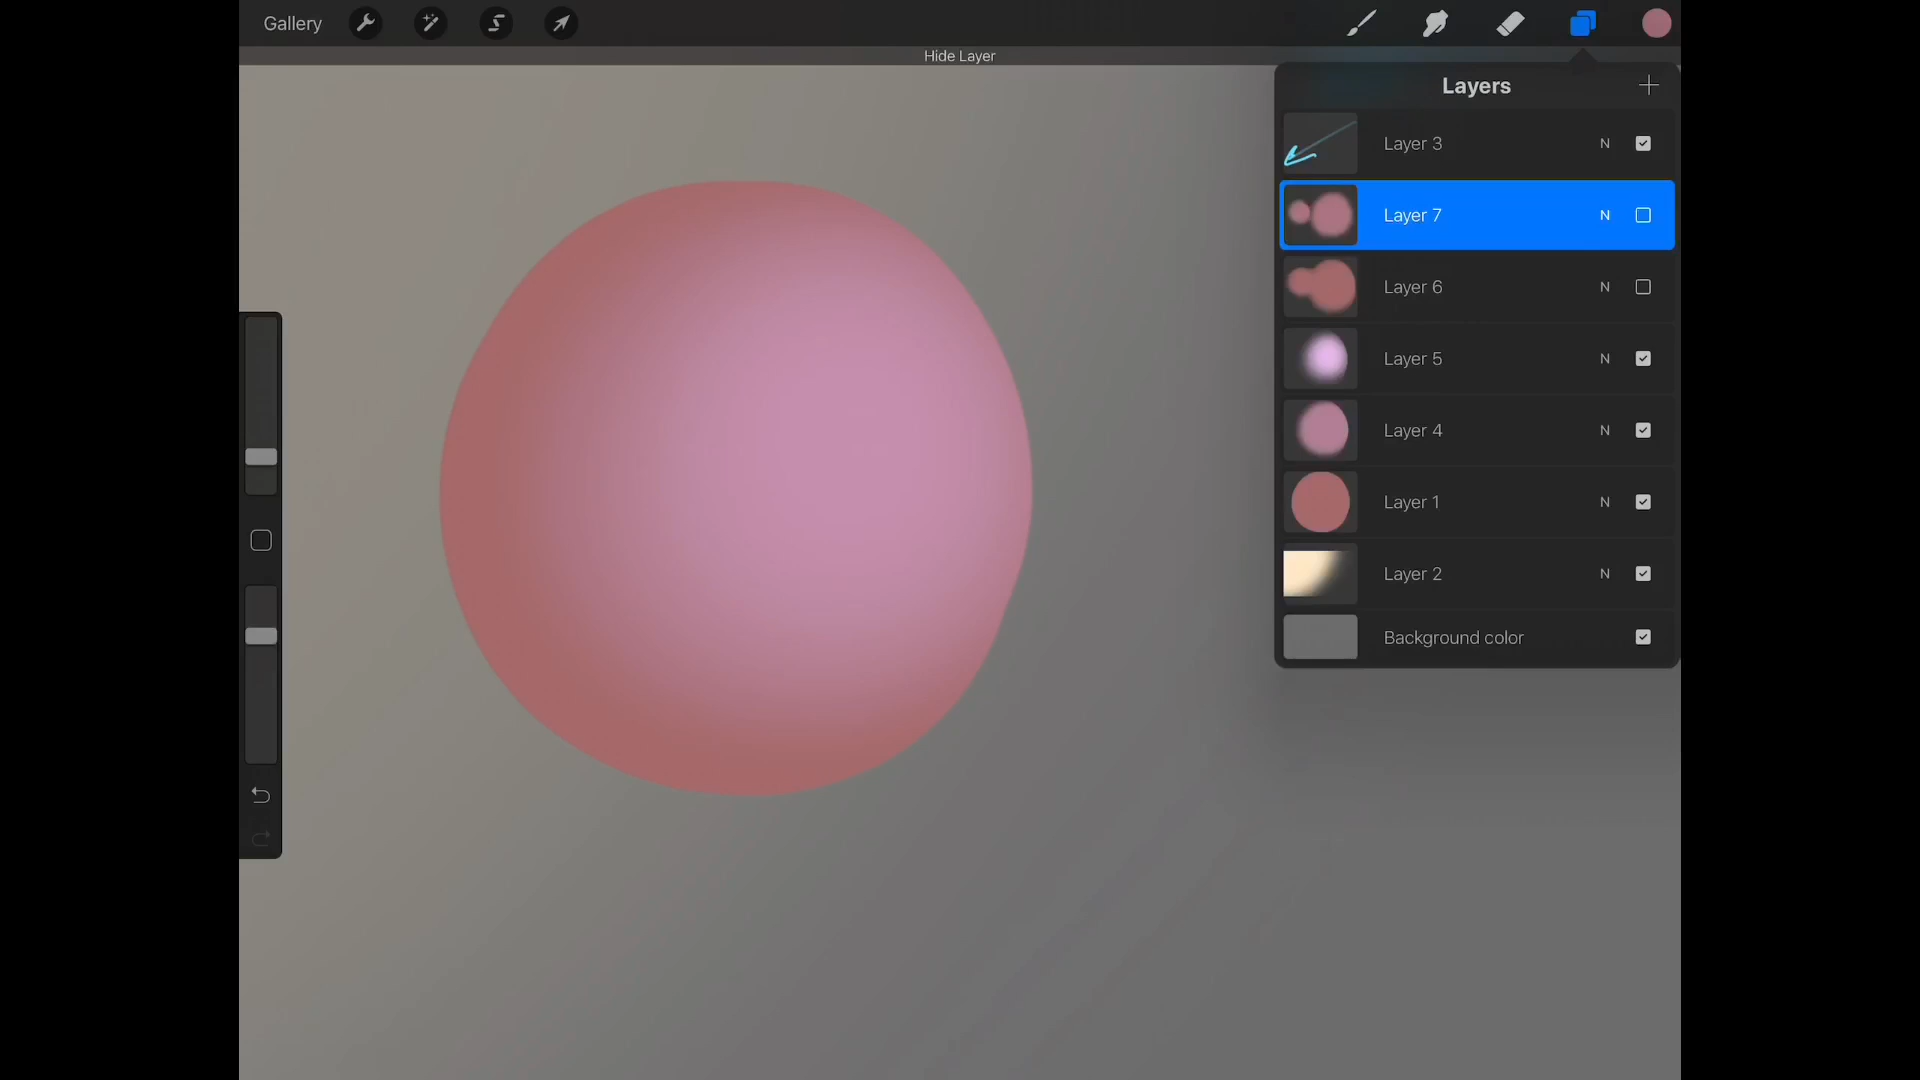 Gallery
Hide Layer
Layers
Layer 3 N
Layer 7 N
Layer 6 N
Layer 5 N
Layer 4 N
Layer 1 N
Layer 2 N
Background color